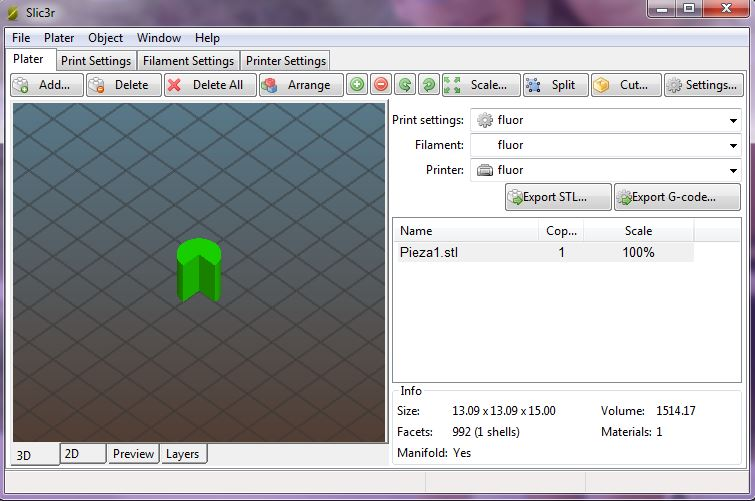 Slic3r
File Plater Object Window Help
Plater Print Settings Filament Settings Printer Settings
Add... Delete Delete All Arrange Scale... Split Cut... Settings...
Print settings: fluor
Filament: fluor
Printer: fluor
Export STL... Export G-code...
Name Cop... Scale
Pieza1.stl 1 100%
Info
Size: 13.09 x 13.09 x 15.00 Volume: 1514.17
Facets: 992 (1 shells) Materials: 1
Manifold: Yes
3D 2D Preview Layers